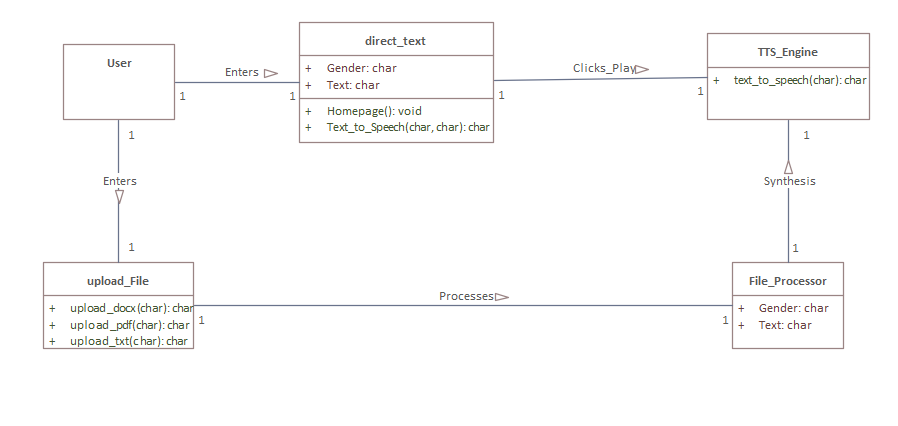 User
Enters
1
1
direct_text
+ Gender: char
+ Text: char
+ Homepage(): void
+ Text_to_Speech(char, char): char
Clicks_Play
1
1
TTS_Engine
+ text_to_speech(char): char
1
Enters
1
1
Synthesis
1
upload_File
+ upload_docx(char): char
+ upload_pdf(char): char
+ upload_txt(char): char
Processes
1
1
File_Processor
+ Gender: char
+ Text: char